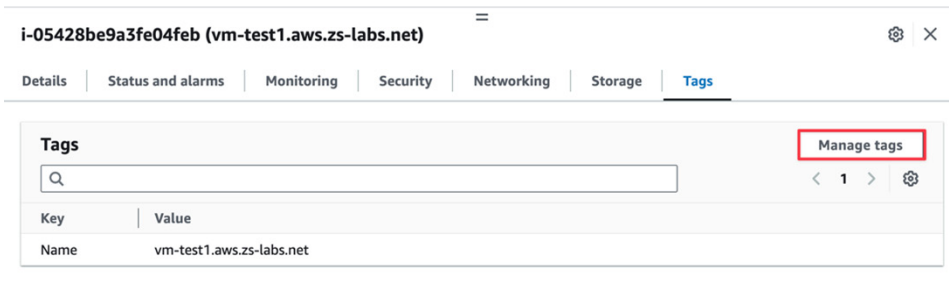 i-05428be9a3fe04feb (vm-test1.aws.zs-labs.net)
Details Status and alarms Monitoring Security Networking Storage Tags
Tags
Manage tags
1
Key Value
Name vm-test1.aws.zs-labs.net